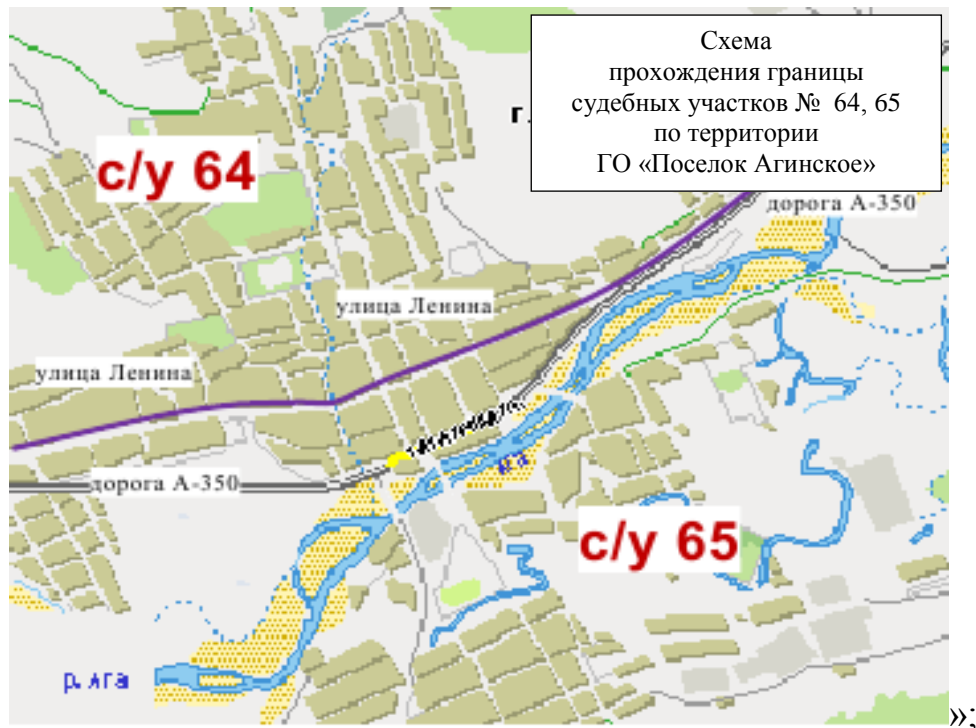 Схема
прохождения границы
судебных участков № 64, 65
по территории
ГО «Поселок Агинское»
г.
с/у 64
дорога А-350
улица Ленина
улица Ленина
дорога А-350
с/у 65
р. Ага
»,